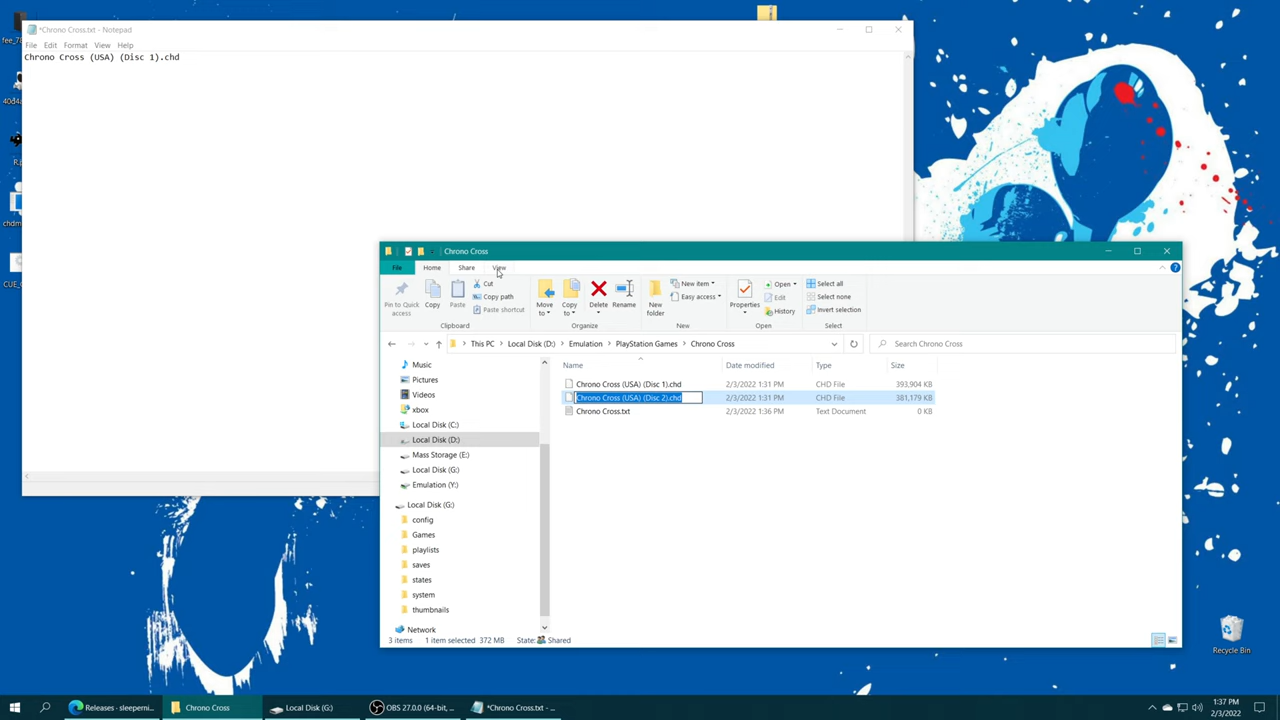 *Chrono Cross.txt - Notepad
File Edit Format View Help
Chrono Cross (USA) (Disc 1).chd
Chrono Cross
File Home Share View
Pin to Quick access
Copy
Paste
Cut
Copy path
Paste shortcut
Clipboard
Move to
Copy to
Delete
Rename
Organize
New folder
New item
Easy access
New
Properties
Open
Edit
History
Open
Select all
Select none
Invert selection
Select
This PC > Local Disk (D:) > Emulation > PlayStation Games > Chrono Cross
Search Chrono Cross
Name Date modified Type Size
Chrono Cross (USA) (Disc 1).chd 2/3/2022 1:31 PM CHD File 393,904 KB
Chrono Cross (USA) (Disc 2).chd 2/3/2022 1:31 PM CHD File 381,179 KB
Chrono Cross.txt 2/3/2022 1:36 PM Text Document 0 KB
Music
Pictures
Videos
xbox
Local Disk (C:)
Local Disk (D:)
Mass Storage (E:)
Local Disk (G:)
Emulation (Y:)
Local Disk (G:)
config
Games
playlists
saves
states
system
thumbnails
Network
3 items 1 item selected 372 MB State: Shared
Recycle Bin
Releases · sleeperni...
Chrono Cross
Local Disk (G:)
OBS 27.0.0 (64-bit, ...
*Chrono Cross.txt - ...
1:37 PM
2/3/2022